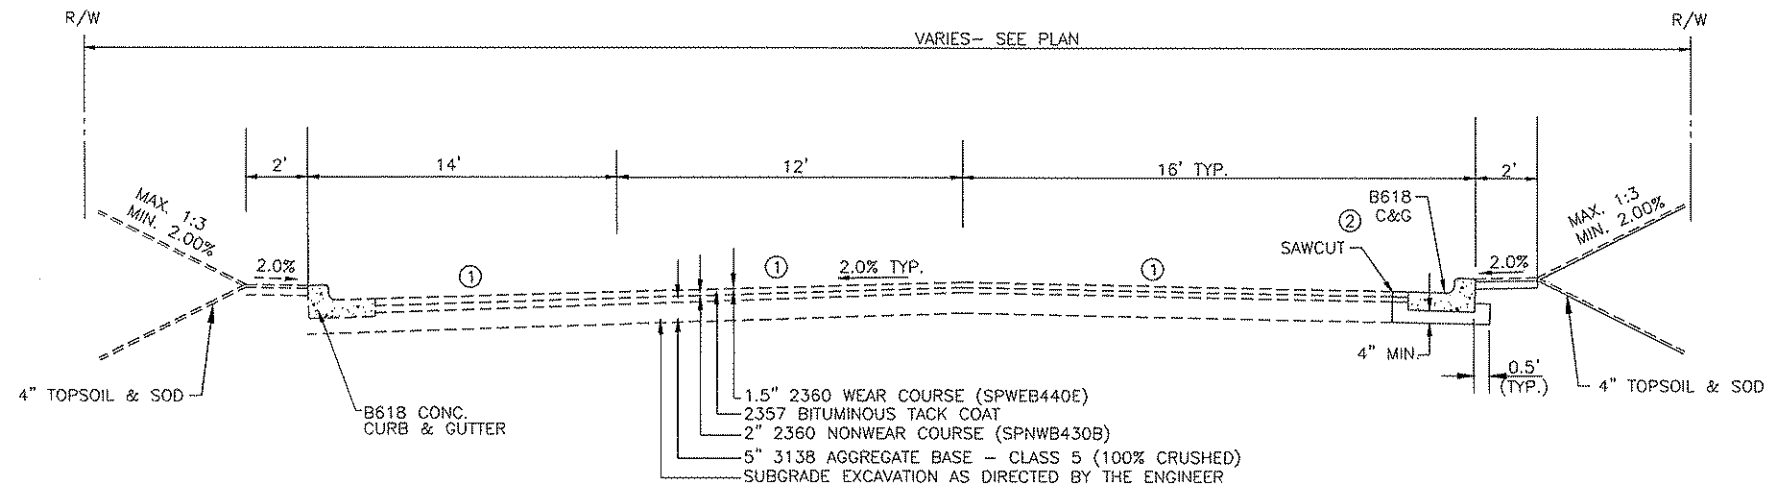 R/W
R/W
VARIES- SEE PLAN
2'
14'
12'
16' TYP.
2'
MAX. 1:3
MIN. 2.00%
B618
② C&G
SAWCUT
MAX. 1:3
MIN. 2.00%
2.0%
①
①
2.0% TYP.
①
2.0%
4" MIN.
0.5'
(TYP.)
4" TOPSOIL & SOD
4" TOPSOIL & SOD
B618 CONC.
CURB & GUTTER
1.5" 2360 WEAR COURSE (SPWEB440E)
2357 BITUMINOUS TACK COAT
2" 2360 NONWEAR COURSE (SPNWB430B)
5" 3138 AGGREGATE BASE - CLASS 5 (100% CRUSHED)
SUBGRADE EXCAVATION AS DIRECTED BY THE ENGINEER